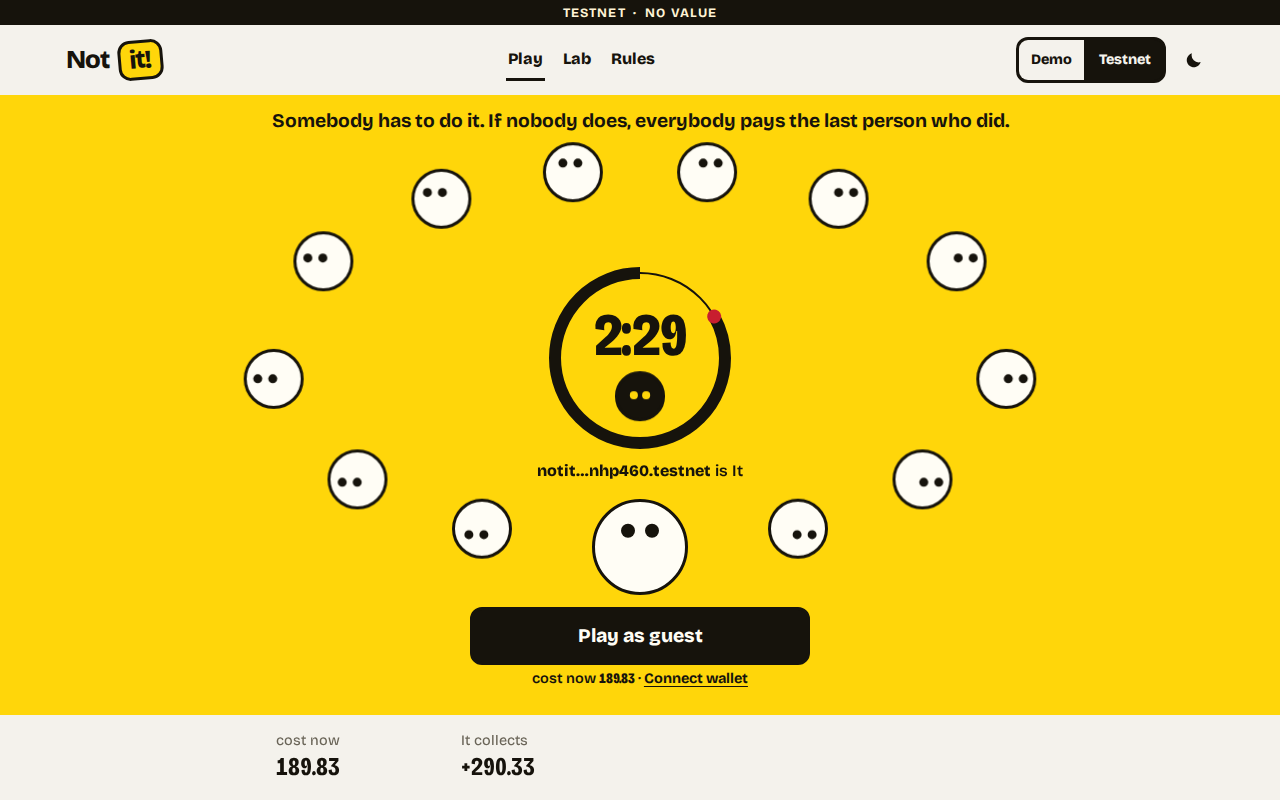 TESTNET · NO VALUE
Not it!
Play Lab Rules
Demo Testnet
Somebody has to do it. If nobody does, everybody pays the last person who did.
2:29
notit...nhp460.testnet is It
Play as guest
cost now 189.83 · Connect wallet
cost now It collects
189.83 +290.33